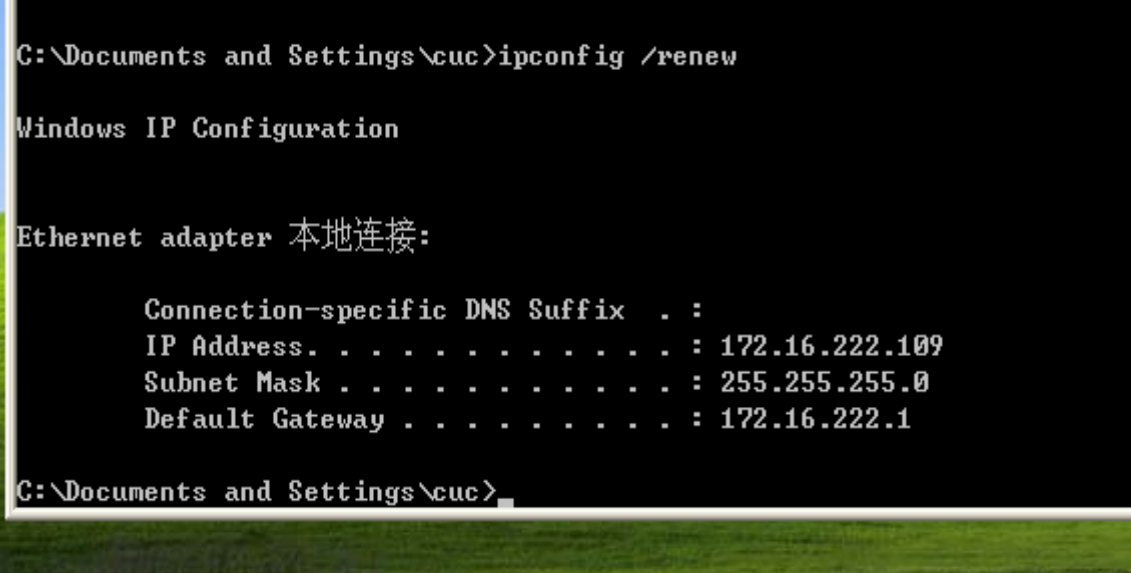 C:\Documents and Settings\cuc>ipconfig /renew
Windows IP Configuration
Ethernet adapter 本地连接:
Connection-specific DNS Suffix  . :
IP Address. . . . . . . . . . . . : 172.16.222.109
Subnet Mask . . . . . . . . . . . : 255.255.255.0
Default Gateway . . . . . . . . . : 172.16.222.1
C:\Documents and Settings\cuc>_